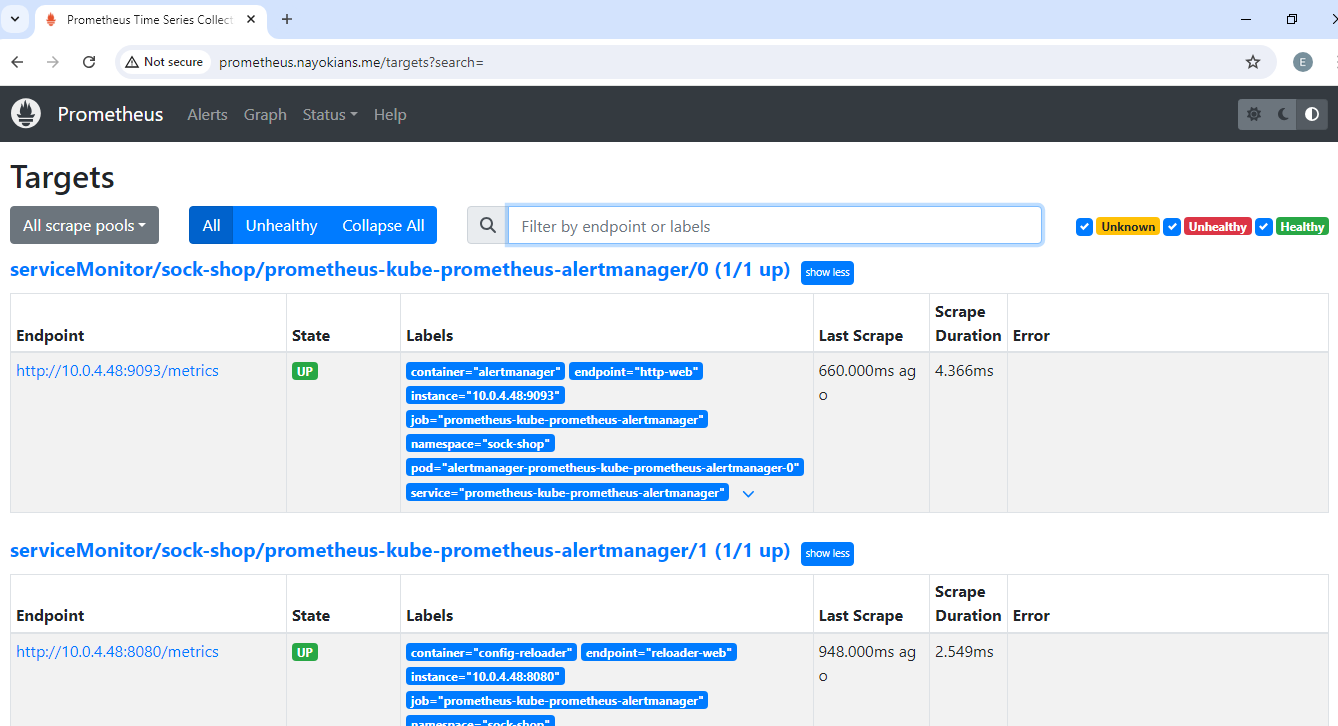 Prometheus Time Series Collect
Not secure prometheus.nayokians.me/targets?search=
E
Prometheus Alerts Graph Status Help
Targets
All scrape pools All Unhealthy Collapse All Filter by endpoint or labels Unknown Unhealthy Healthy
serviceMonitor/sock-shop/prometheus-kube-prometheus-alertmanager/0 (1/1 up) show less
Scrape
Endpoint State Labels Last Scrape Duration Error
http://10.0.4.48:9093/metrics UP container="alertmanager" endpoint="http-web" 660.000ms ag 4.366ms
instance="10.0.4.48:9093" o
job="prometheus-kube-prometheus-alertmanager"
namespace="sock-shop"
pod="alertmanager-prometheus-kube-prometheus-alertmanager-0"
service="prometheus-kube-prometheus-alertmanager"
serviceMonitor/sock-shop/prometheus-kube-prometheus-alertmanager/1 (1/1 up) show less
Scrape
Endpoint State Labels Last Scrape Duration Error
http://10.0.4.48:8080/metrics UP container="config-reloader" endpoint="reloader-web" 948.000ms ag 2.549ms
instance="10.0.4.48:8080" o
job="prometheus-kube-prometheus-alertmanager"
namespace="sock-shop"